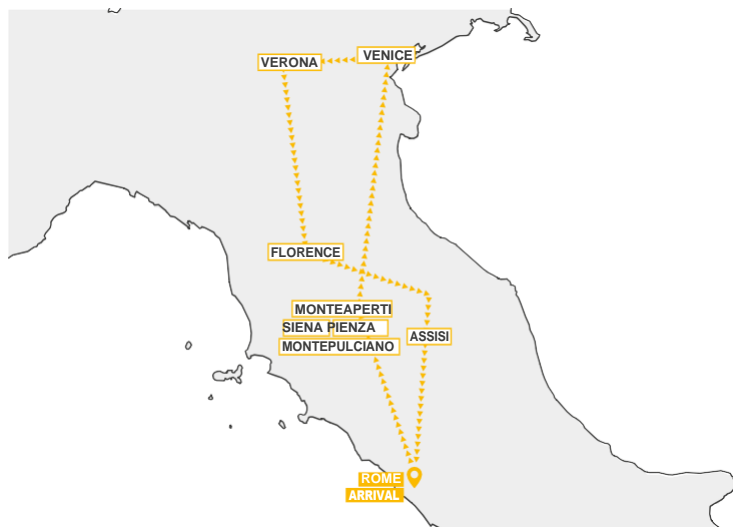 VERONA
VENICE
FLORENCE
MONTEAPERTI
SIENA PIENZA
MONTEPULCIANO
ASSISI
ROME
ARRIVAL